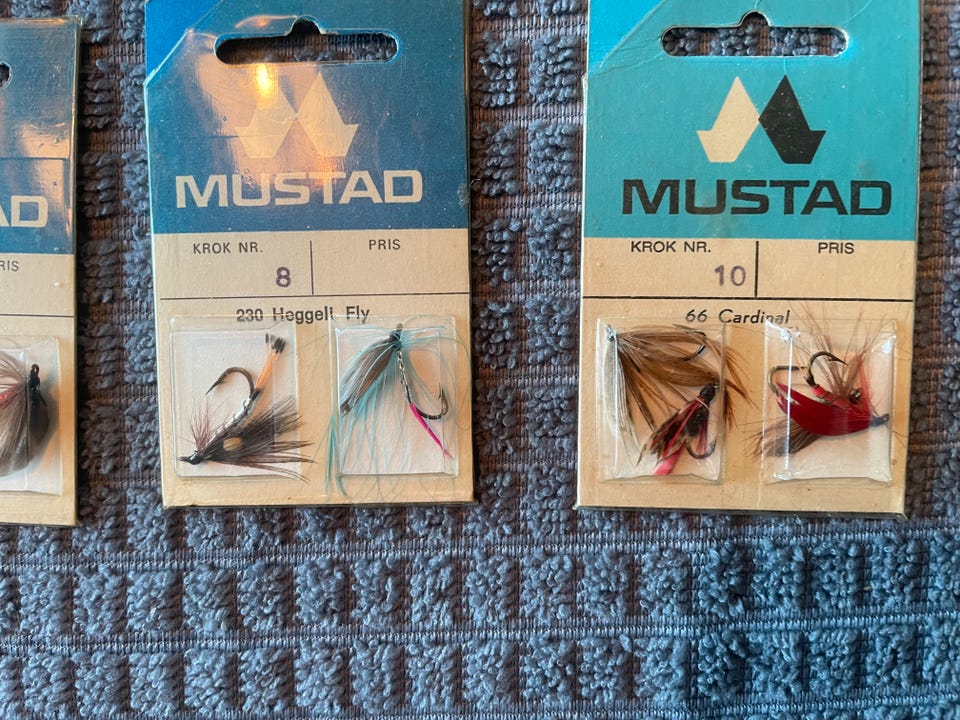 AD
RIS
MUSTAD
KROK NR.
PRIS
8
230 Heggeli Fly
MUSTAD
KROK NR.
PRIS
10
66 Cardinal